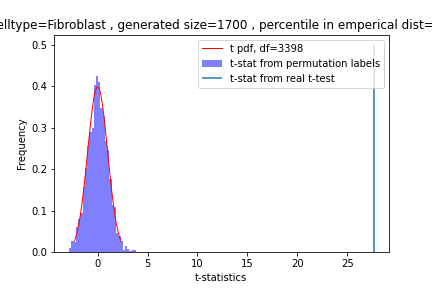 elltype=Fibroblast , generated size=1700 , percentile in emperical dist=
0.5
0.4
0.3
0.2
0.1
0.0
Frequency
t pdf, df=3398
t-stat from permutation labels
t-stat from real t-test
0
5
10
15
20
25
t-statistics